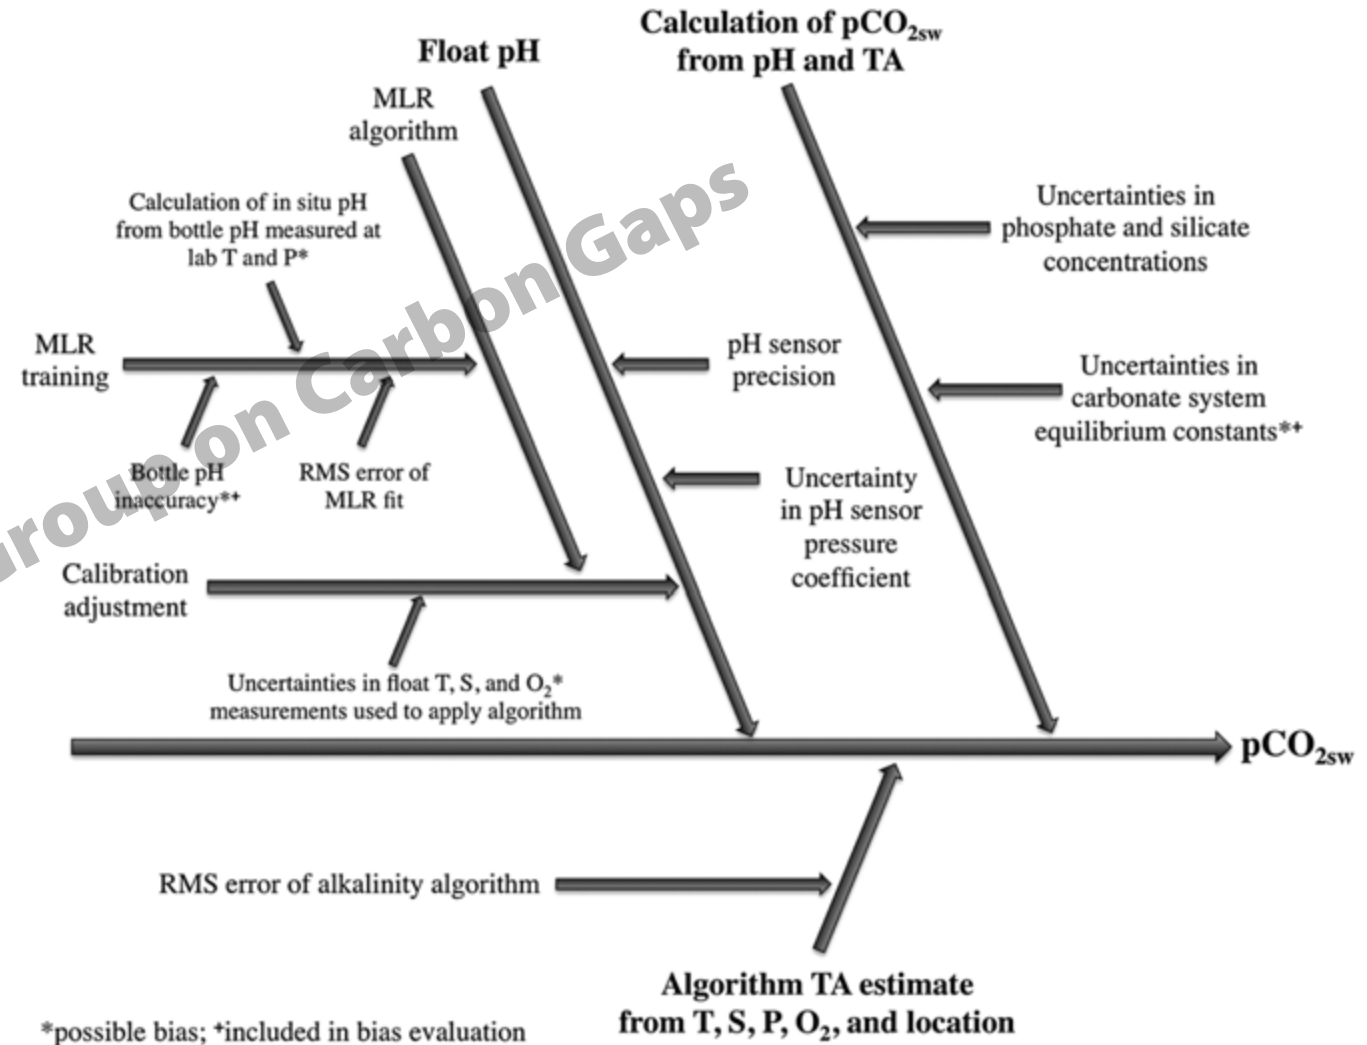 Calculation of pCO₂sw
from pH and TA
Float pH
MLR
algorithm
Calculation of in situ pH
from bottle pH measured at
lab T and P*
Uncertainties in
phosphate and silicate
concentrations
MLR
training
pH sensor
precision
Uncertainties in
carbonate system
equilibrium constants*+
Bottle pH
inaccuracy*+
RMS error of
MLR fit
Uncertainty
in pH sensor
pressure
coefficient
Calibration
adjustment
Uncertainties in float T, S, and O₂*
measurements used to apply algorithm
pCO₂sw
RMS error of alkalinity algorithm
Algorithm TA estimate
from T, S, P, O₂, and location
*possible bias; +included in bias evaluation
Group on Carbon Gaps